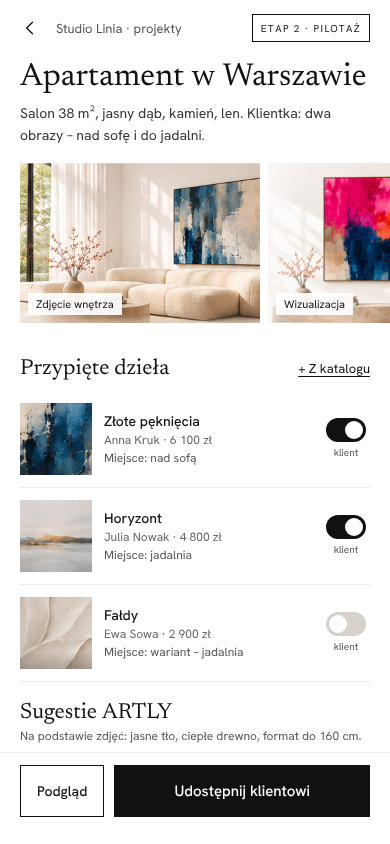 Studio Linia · projekty
ETAP 2 · PILOTAŻ
Apartament w Warszawie
Salon 38 m², jasny dąb, kamień, len. Klientka: dwa
obrazy – nad sofę i do jadalni.
Zdjęcie wnętrza
Wizualizacja
Przypięte dzieła
+ Z katalogu
Złote pęknięcia
Anna Kruk · 6 100 zł
Miejsce: nad sofą
klient
Horyzont
Julia Nowak · 4 800 zł
Miejsce: jadalnia
klient
Fałdy
Ewa Sowa · 2 900 zł
Miejsce: wariant – jadalnia
klient
Sugestie ARTLY
Na podstawie zdjęć: jasne tło, ciepłe drewno, format do 160 cm.
Podgląd
Udostępnij klientowi